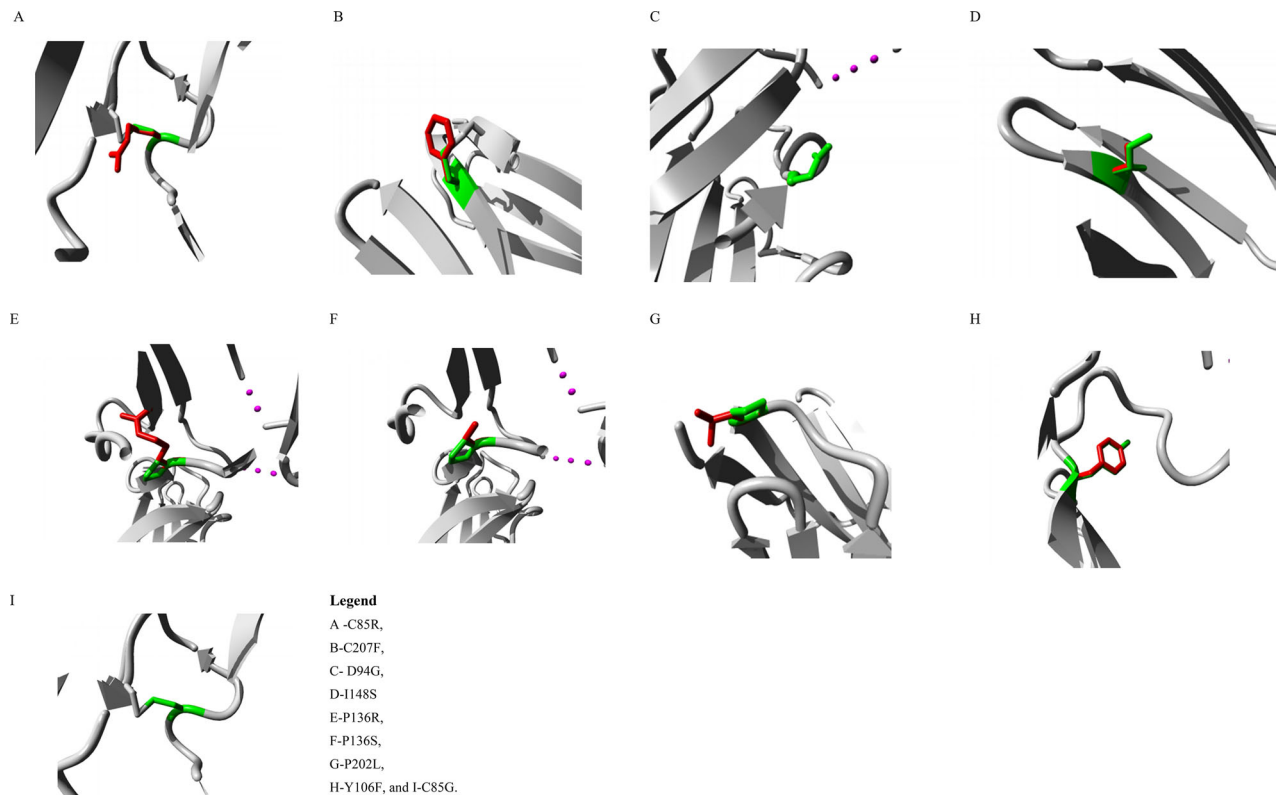 A
B
C
D
E
F
G
H
I
Legend
A -C85R,
B-C207F,
C- D94G,
D-I148S
E-P136R,
F-P136S,
G-P202L,
H-Y106F, and I-C85G.